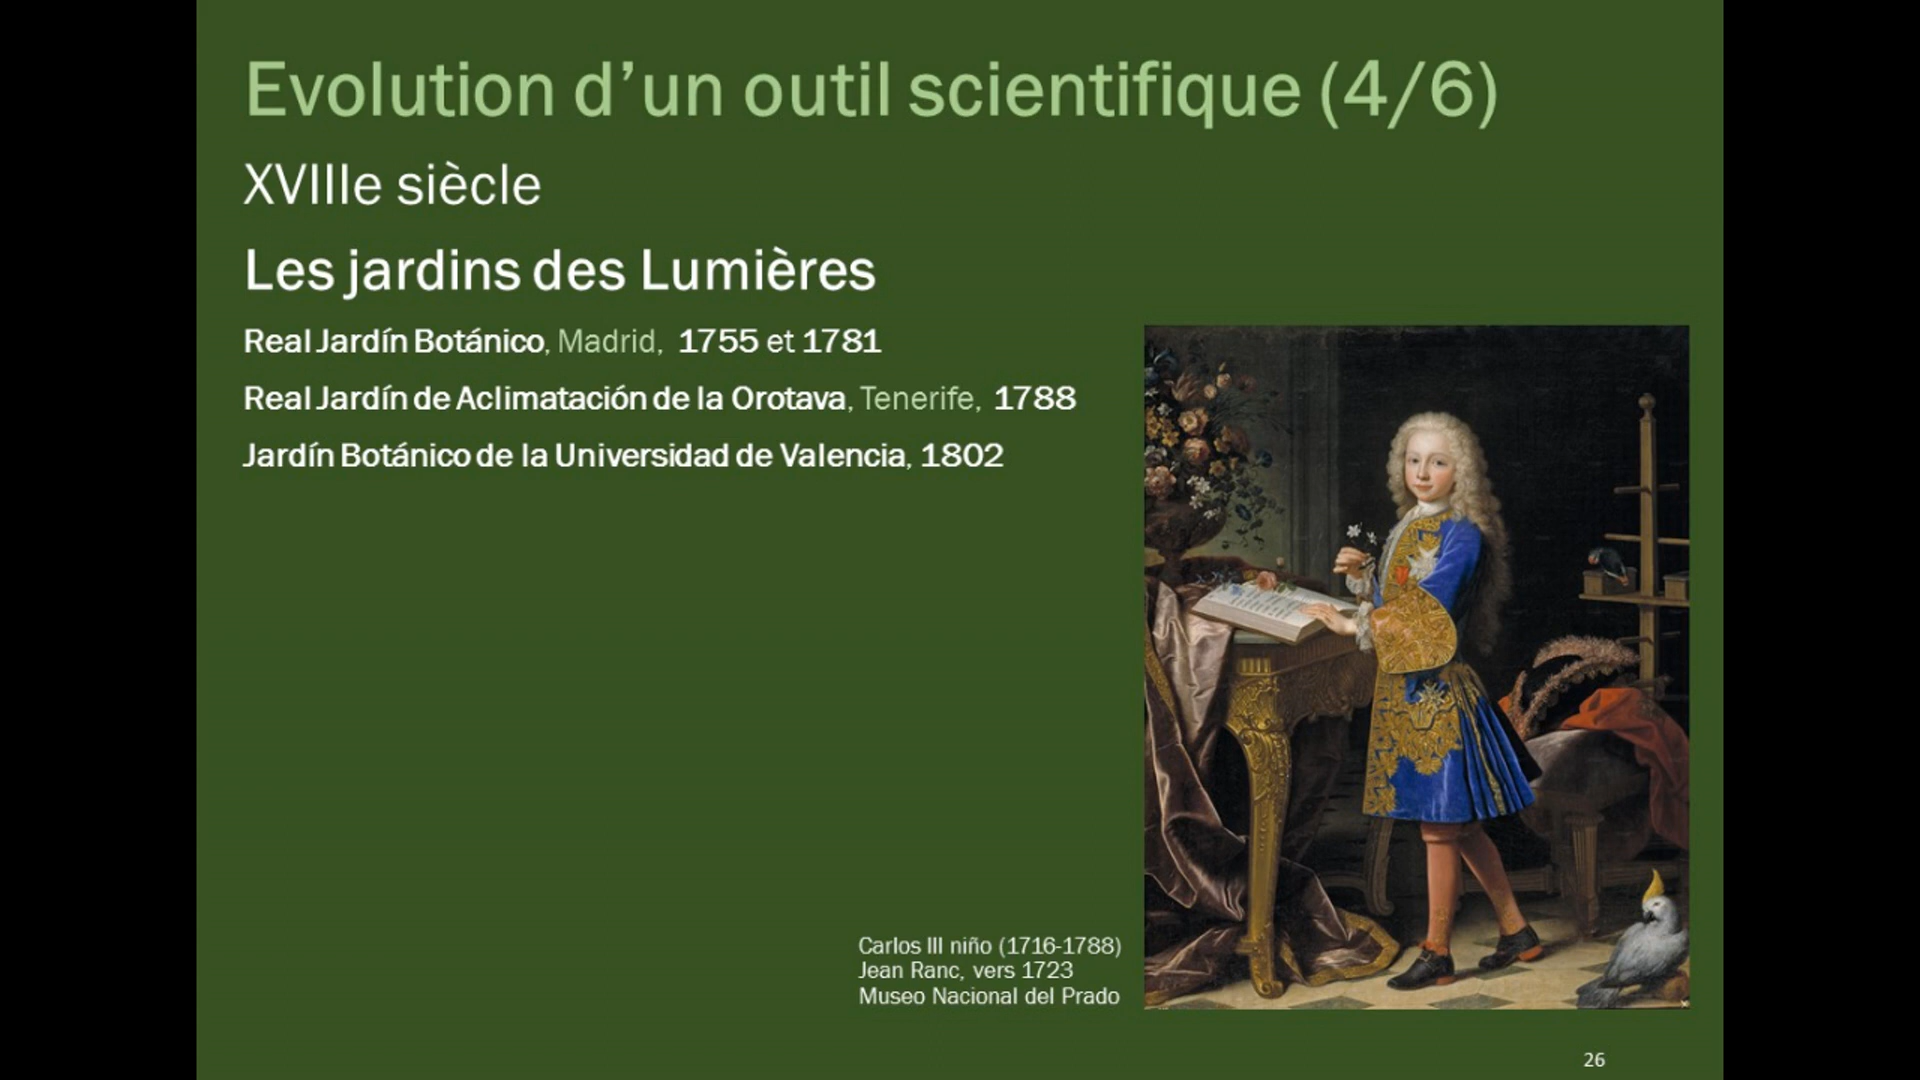 Evolution d’un outil scientifique (4/6)
XVIIIe siècle
Les jardins des Lumières
Real Jardín Botánico, Madrid, 1755 et 1781
Real Jardín de Aclimatación de la Orotava, Tenerife, 1788
Jardín Botánico de la Universidad de Valencia, 1802
Carlos III niño (1716-1788)
Jean Ranc, vers 1723
Museo Nacional del Prado
26